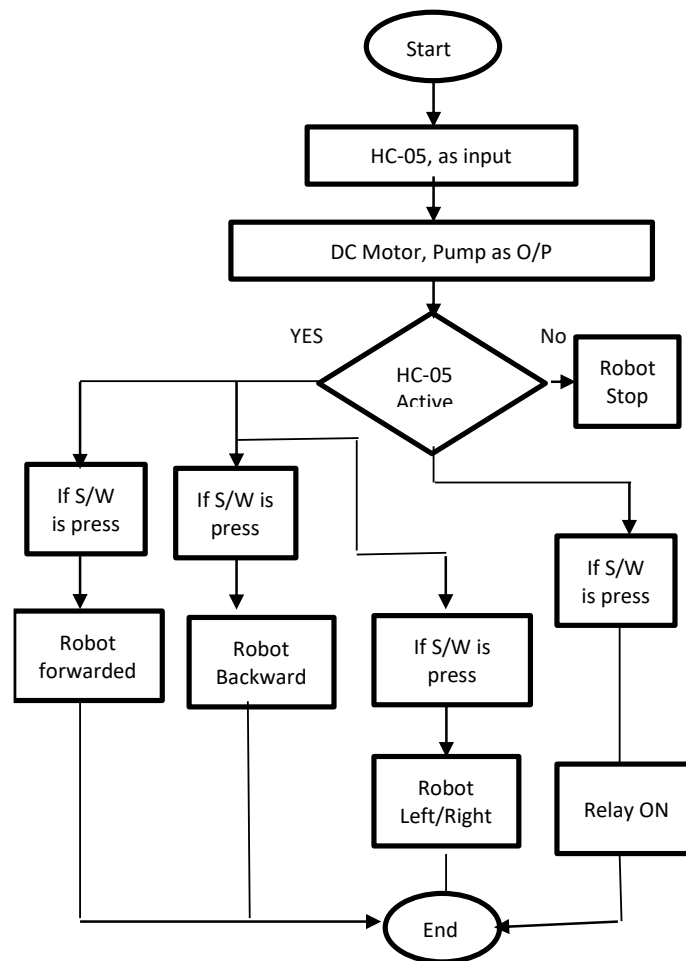 Start
HC-05, as input
DC Motor, Pump as O/P
YES
No
HC-05
Active
Robot
Stop
If S/W
is press
If S/W is
press
If S/W
is press
If S/W is
press
Robot
forwarded
Robot
Backward
Robot
Left/Right
Relay ON
End